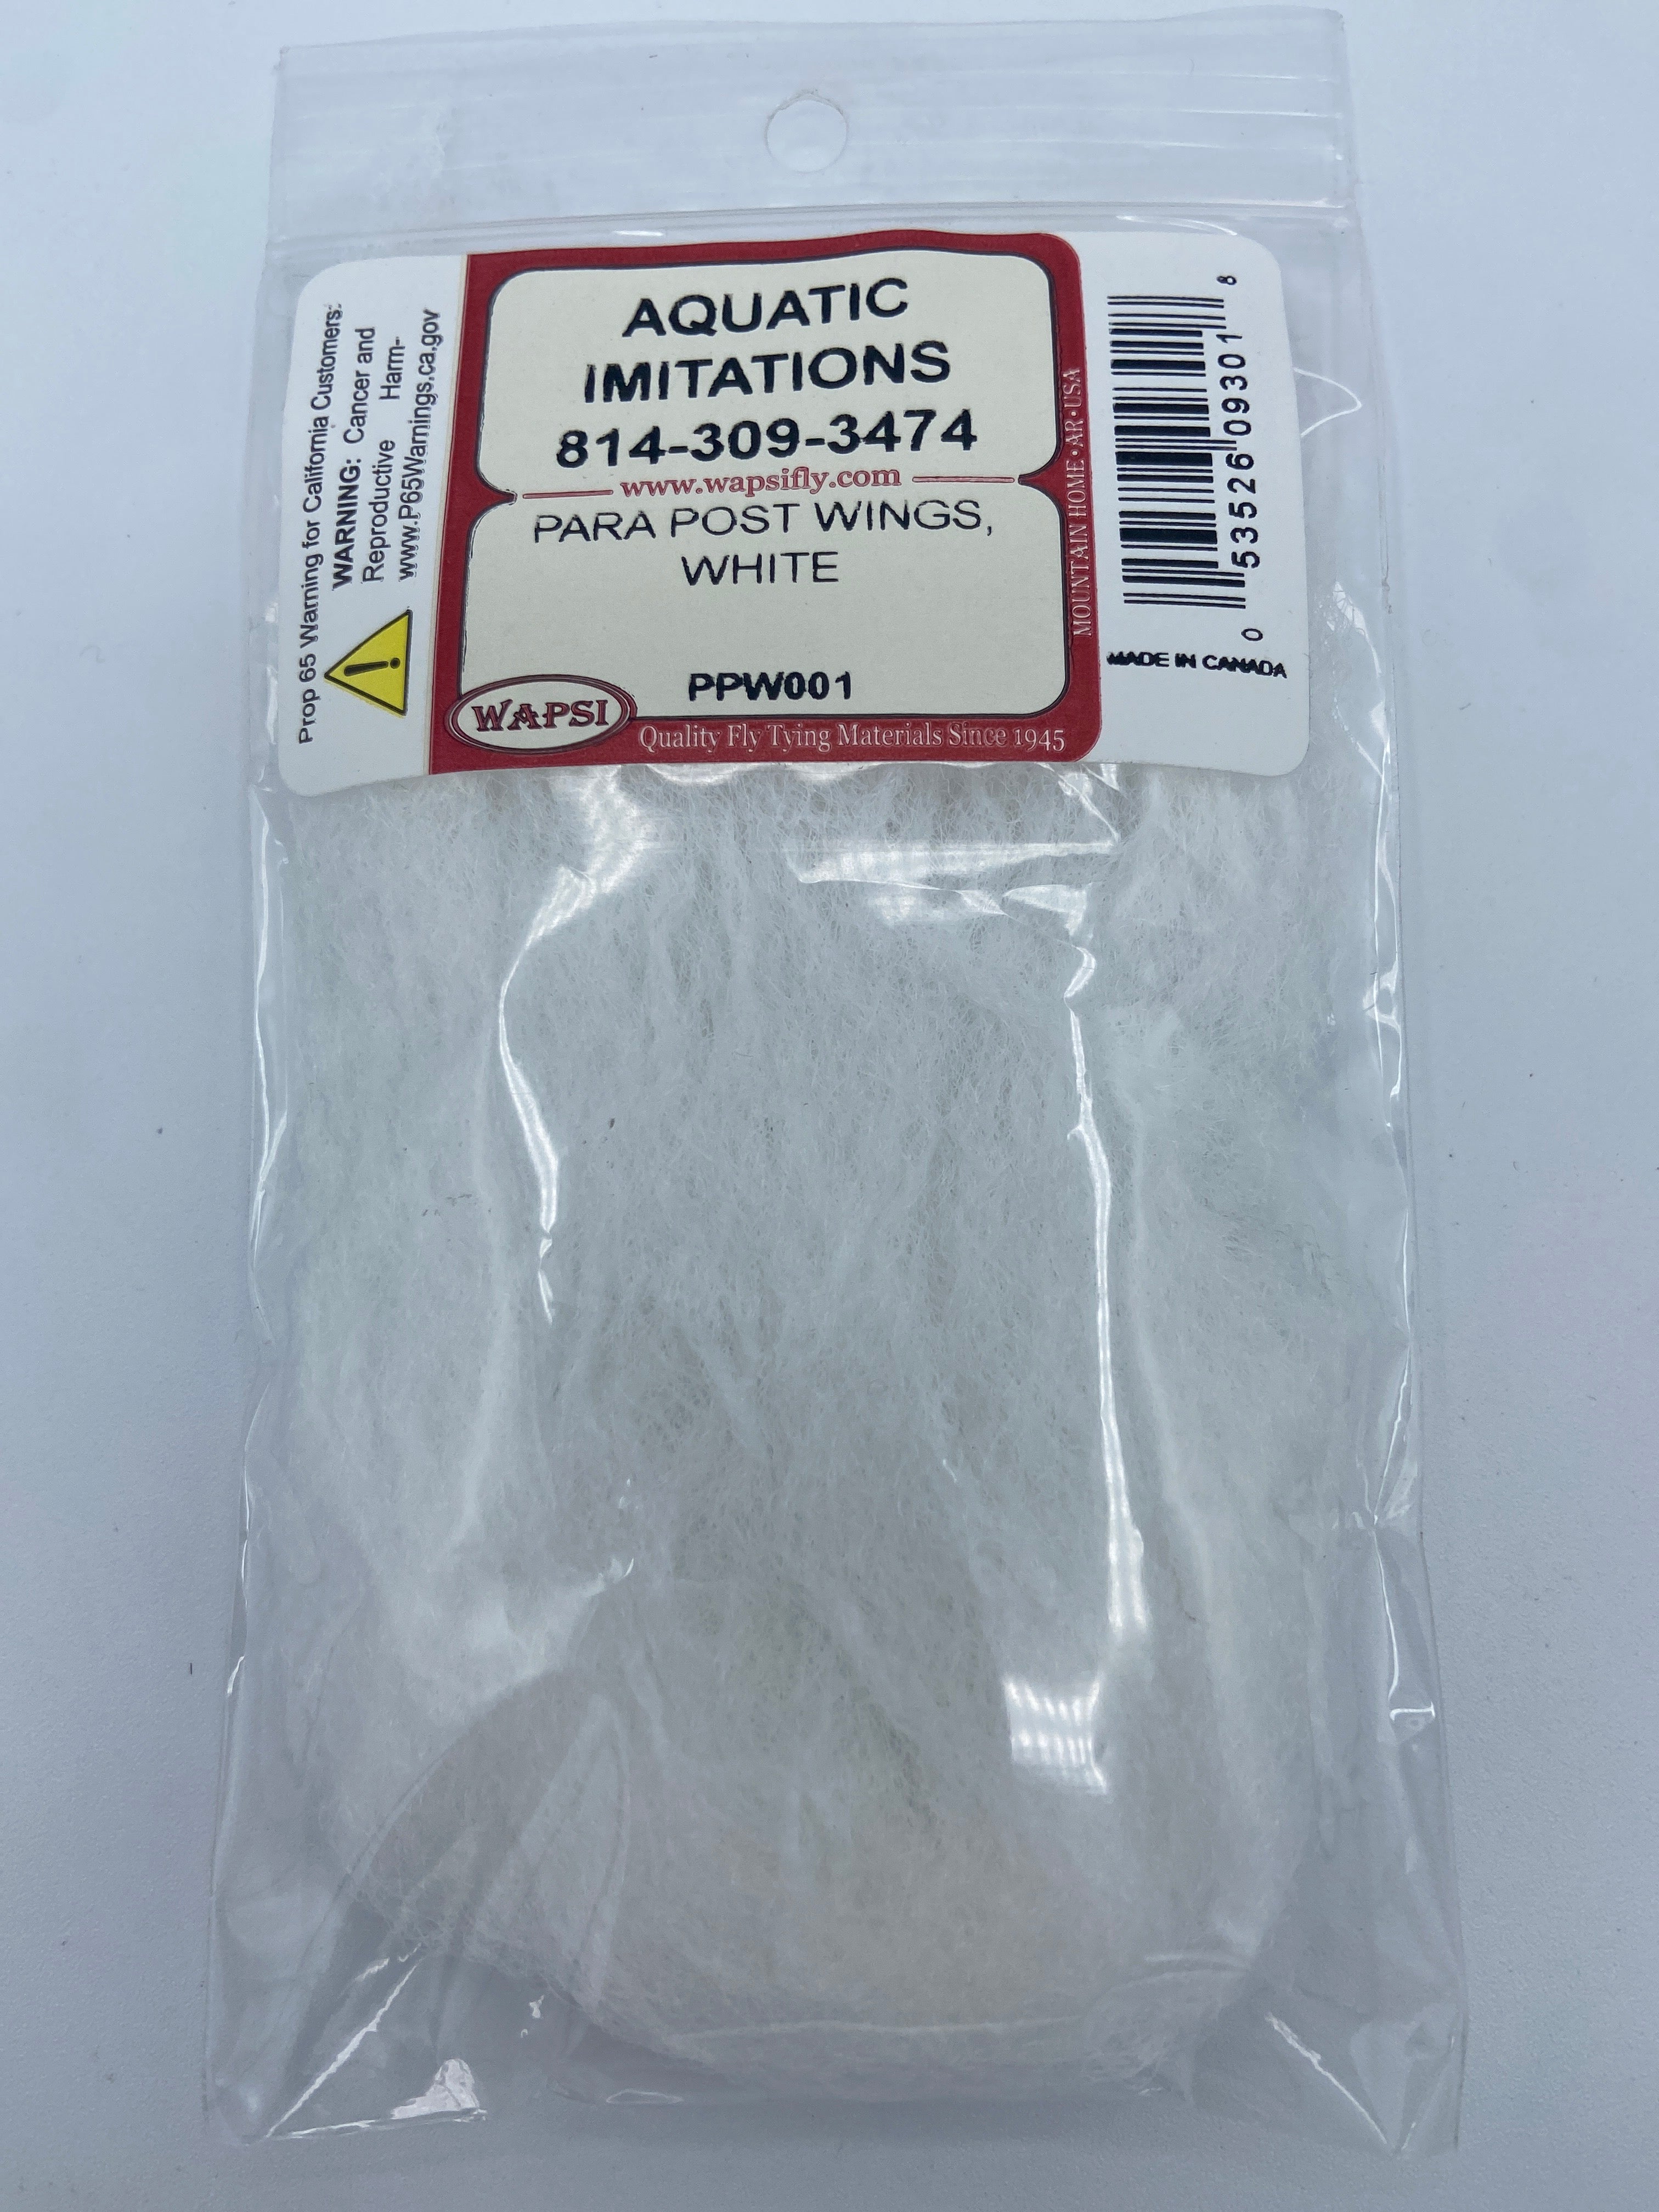 AQUATIC
IMITATIONS
814-309-3474
www.wapsifly.com
PARA POST WINGS,
WHITE
PPW001
WAPSI
Quality Fly Tying Materials Since 1945
MOUNTAIN HOME • AR • USA
Prop 65 Warning for California Customers:
WARNING: Cancer and
Reproductive Harm-
www.P65Warnings.ca.gov
0 53526 09301 8
MADE IN CANADA